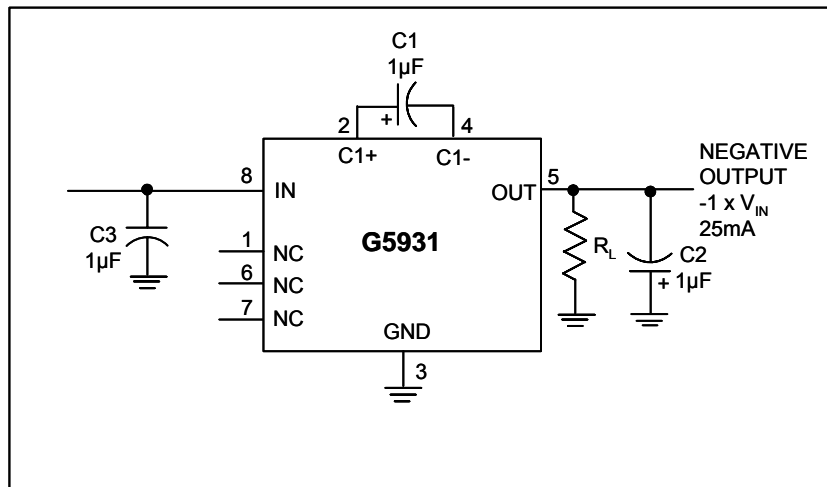 C1
1µF
+
2
4
C1+
C1-
8
IN
OUT
5
NEGATIVE
OUTPUT
-1 x VIN
25mA
C3
1µF
1
NC
G5931
RL
C2
+ 1µF
6
NC
7
NC
GND
3